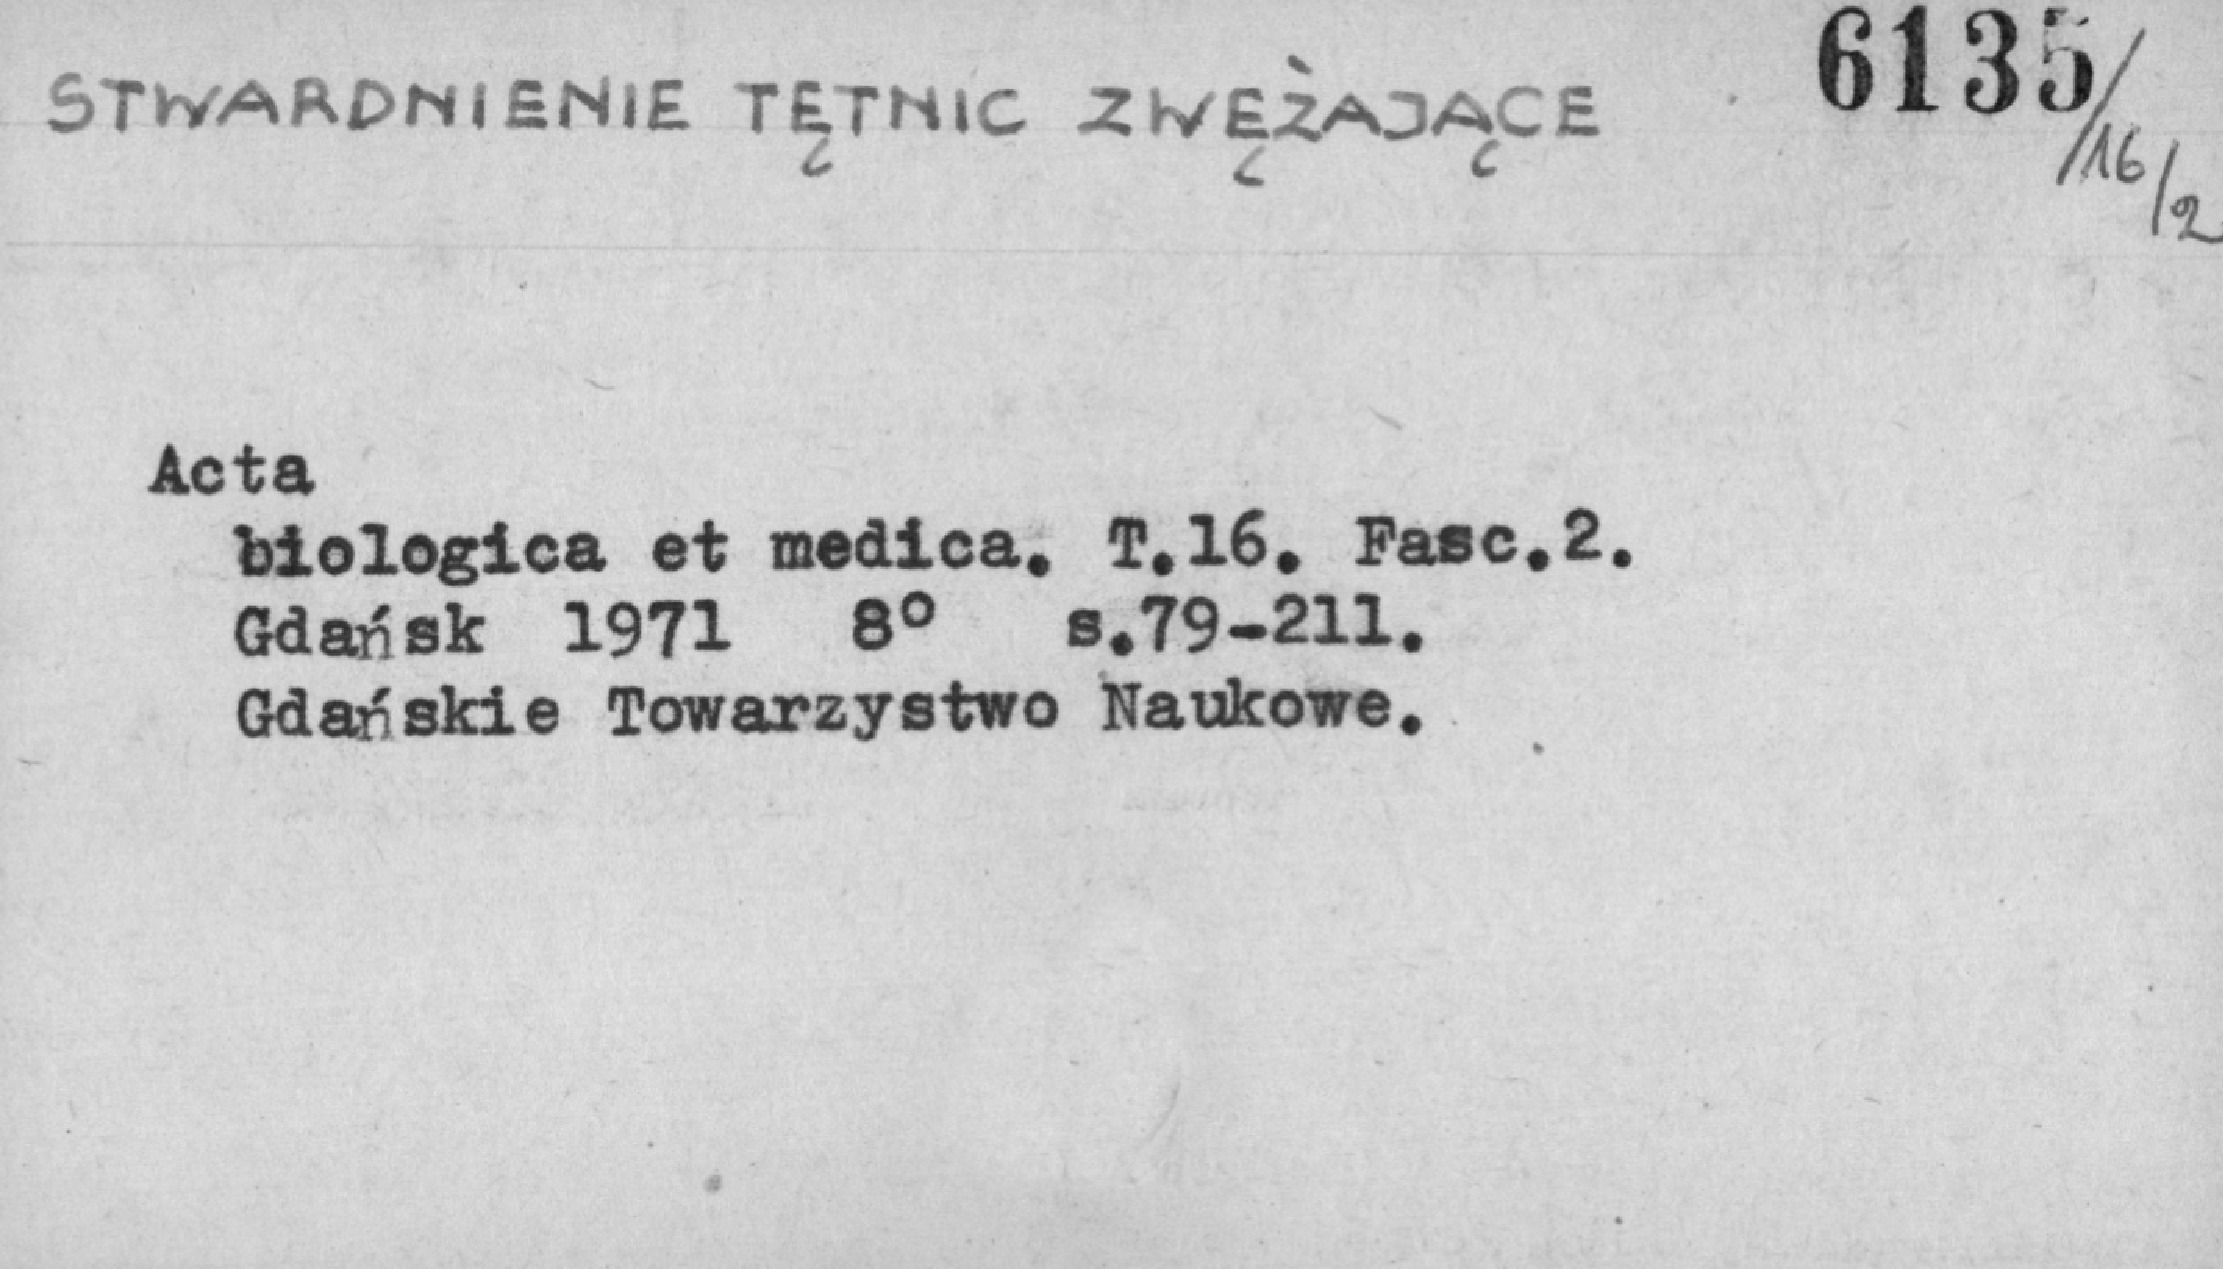 STWARDNIENIE TĘTNIC ZWĘŻAJĄCE 6135/16/2
Acta
biologica et medica. T.16. Fasc.2.
Gdańsk 1971 8° s.79-211.
Gdańskie Towarzystwo Naukowe.